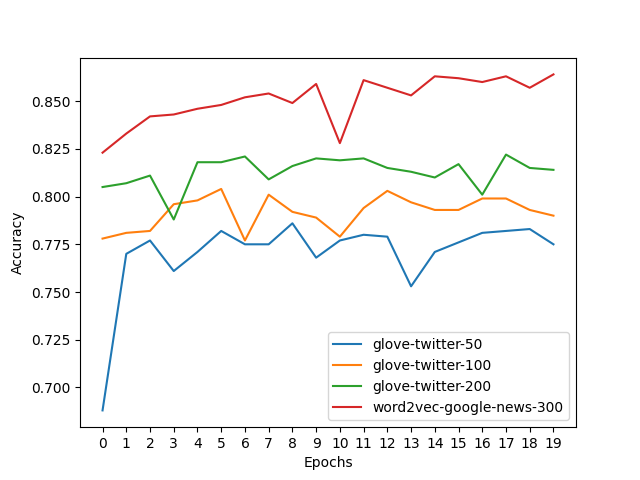 0.850
0.825
0.800
0.775
0.750
0.725
0.700
Accuracy
glove-twitter-50
glove-twitter-100
glove-twitter-200
word2vec-google-news-300
0 1 2 3 4 5 6 7 8 9 10 11 12 13 14 15 16 17 18 19
Epochs